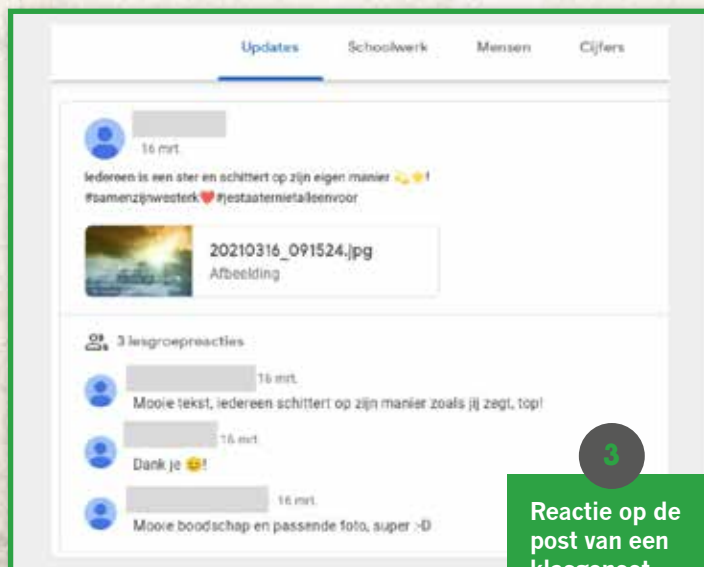 Updates Schoolwerk Mensen Cijfers
16 mrt.
Iedereen is een ster en schittert op zijn eigen manier 💫⭐!
#samenzijnwesterk❤️#jestaaternietalleenvoor
20210316_091524.jpg
Afbeelding
3 lesgroepreacties
16 mrt.
Mooie tekst, iedereen schittert op zijn manier zoals jij zegt, top!
16 mrt.
Dank je 😊!
16 mrt.
Mooie boodschap en passende foto, super :-D
3
Reactie op de
post van een
klasgenoot